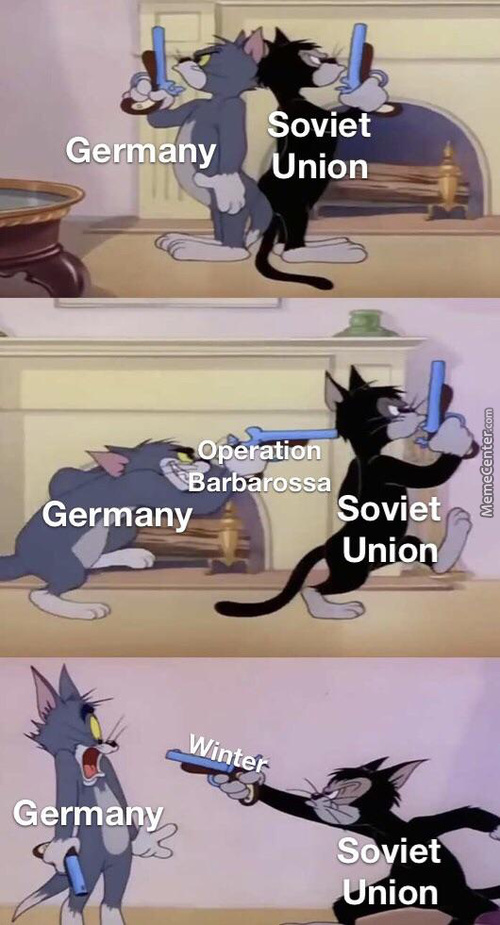 Germany
Soviet
Union
Operation
Barbarossa
Germany
Soviet
Union
MemeCenter.com
Winter
Germany
Soviet
Union